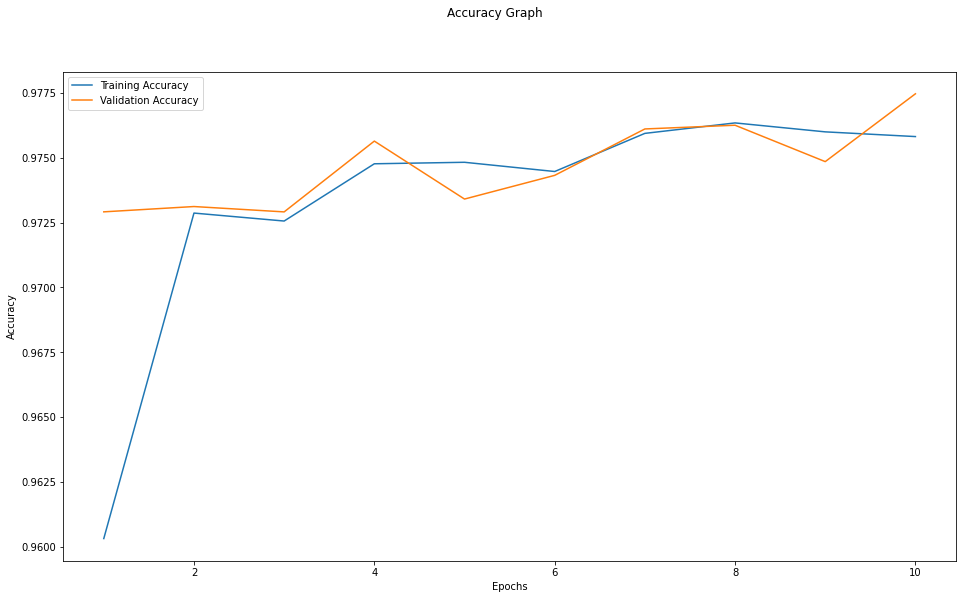 Accuracy Graph
Training Accuracy
Validation Accuracy
0.9775
0.9750
0.9725
0.9700
0.9675
0.9650
0.9625
0.9600
Accuracy
2 4 6 8 10
Epochs